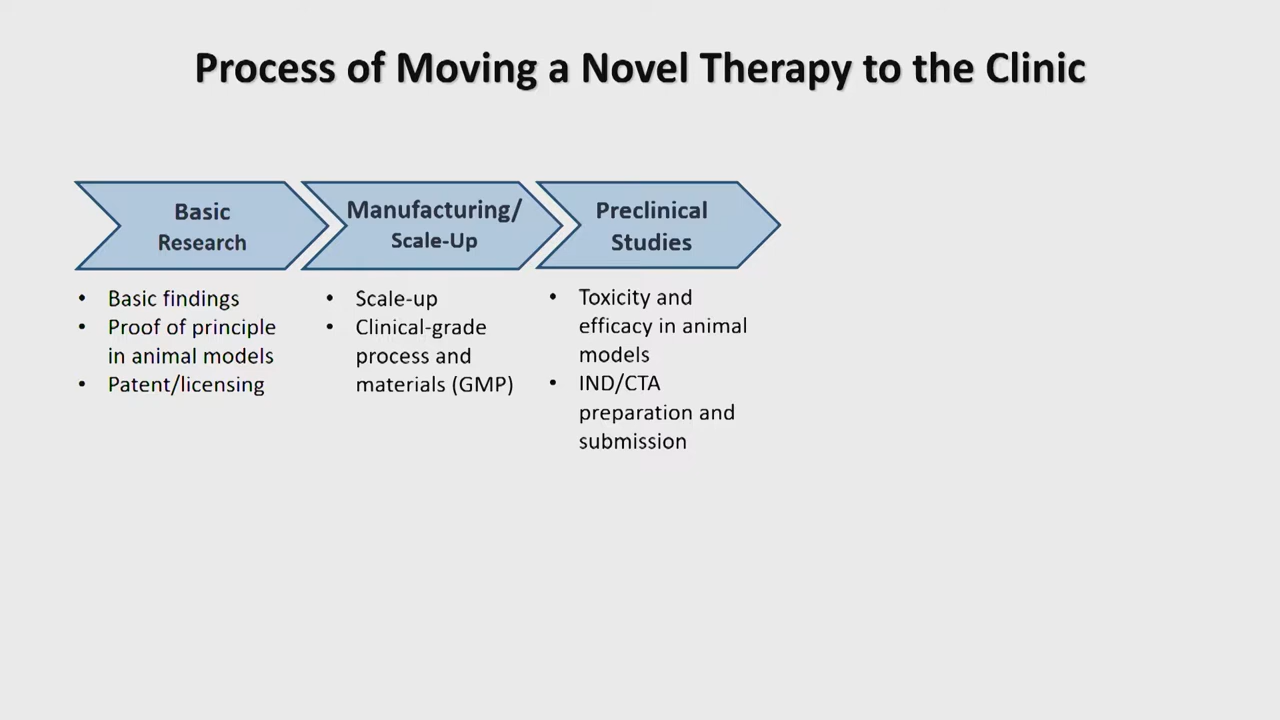 Process of Moving a Novel Therapy to the Clinic
Basic
Research
• Basic findings
• Proof of principle
in animal models
• Patent/licensing
Manufacturing/
Scale-Up
• Scale-up
• Clinical-grade
process and
materials (GMP)
Preclinical
Studies
• Toxicity and
efficacy in animal
models
• IND/CTA
preparation and
submission